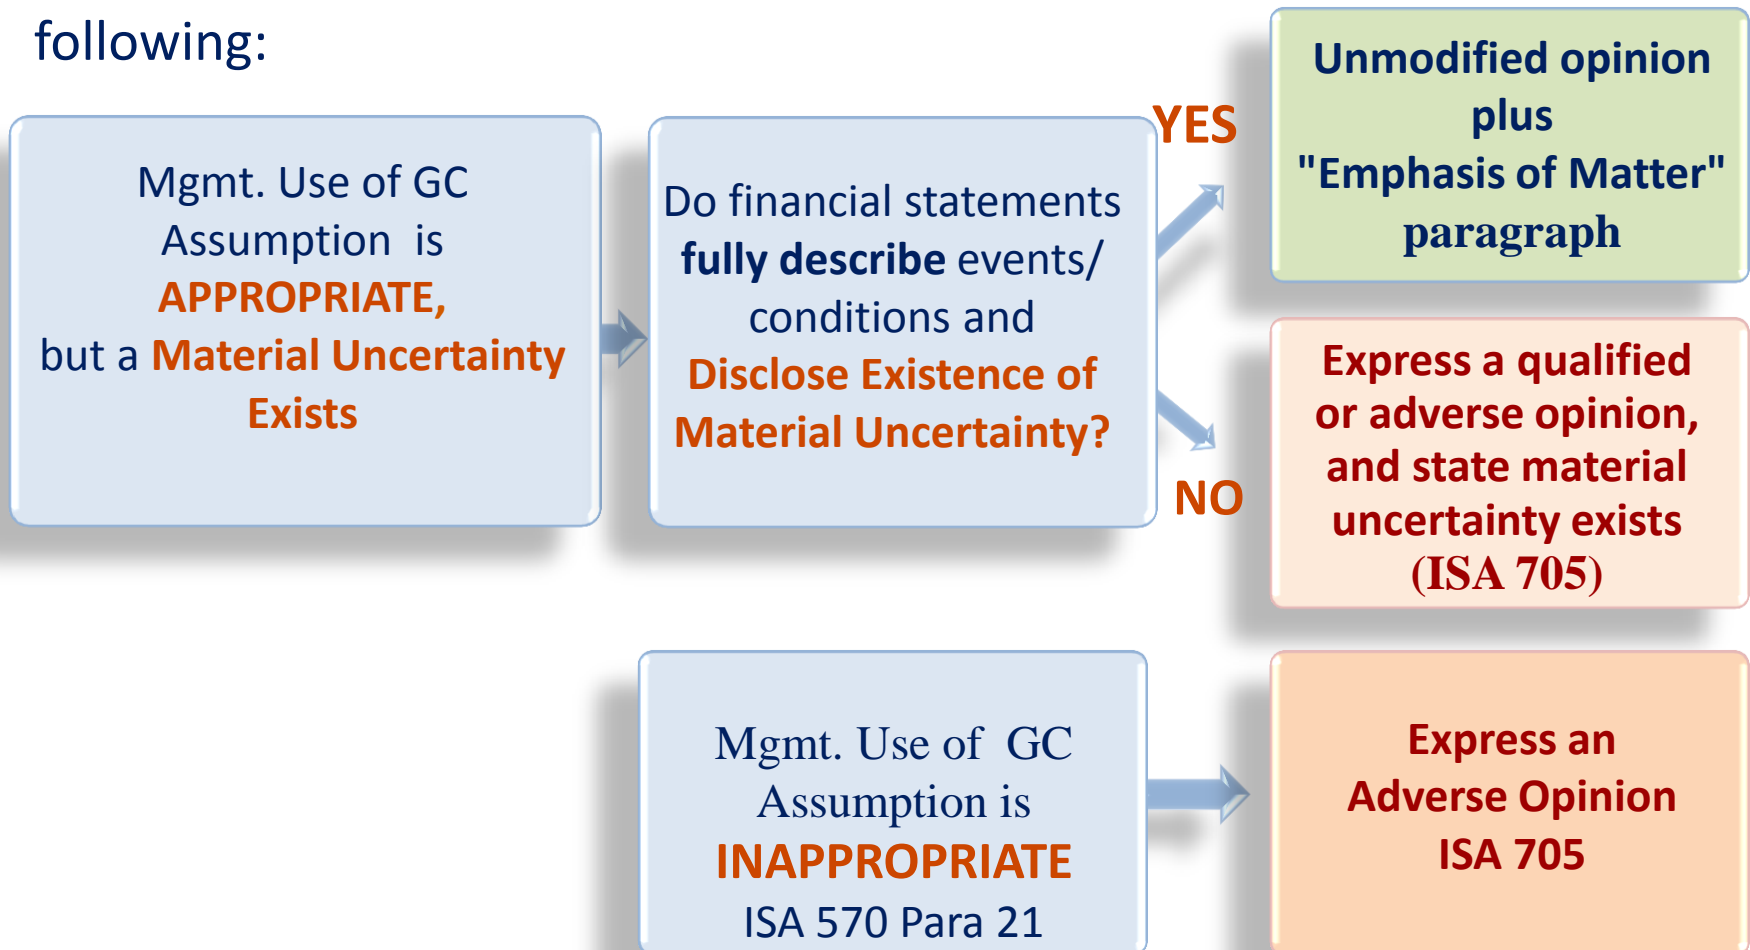 following:
Mgmt. Use of GC
Assumption is
APPROPRIATE,
but a Material Uncertainty
Exists
Do financial statements
fully describe events/
conditions and
Disclose Existence of
Material Uncertainty?
YES
Unmodified opinion
plus
"Emphasis of Matter"
paragraph
NO
Express a qualified
or adverse opinion,
and state material
uncertainty exists
(ISA 705)
Mgmt. Use of GC
Assumption is
INAPPROPRIATE
ISA 570 Para 21
Express an
Adverse Opinion
ISA 705